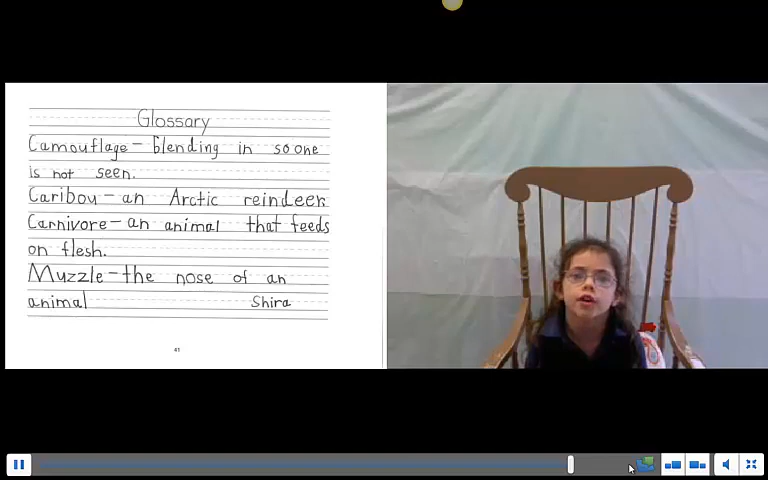 Glossary
Camouflage - blending in so one
is not seen.
Caribou - an Arctic reindeer
Carnivore - an animal that feeds
on flesh.
Muzzle - the nose of an
animal Shira
41